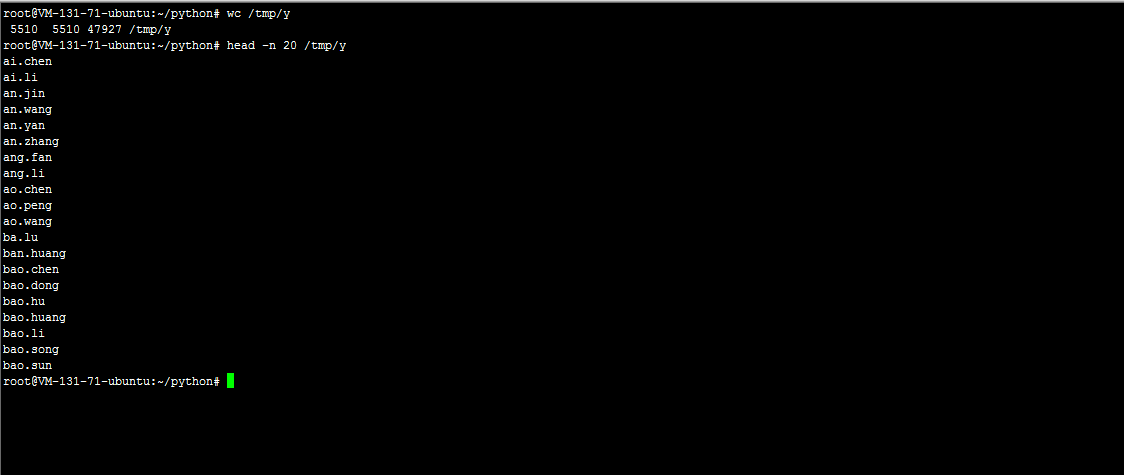 root@VM-131-71-ubuntu:~/python# wc /tmp/y
 5510  5510 47927 /tmp/y
root@VM-131-71-ubuntu:~/python# head -n 20 /tmp/y
ai.chen
ai.li
an.jin
an.wang
an.yan
an.zhang
ang.fan
ang.li
ao.chen
ao.peng
ao.wang
ba.lu
ban.huang
bao.chen
bao.dong
bao.hu
bao.huang
bao.li
bao.song
bao.sun
root@VM-131-71-ubuntu:~/python#